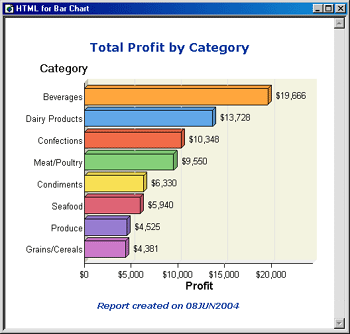 HTML for Bar Chart
Total Profit by Category
Category
Beverages $19,666
Dairy Products $13,728
Confections $10,348
Meat/Poultry $9,550
Condiments $6,330
Seafood $5,940
Produce $4,525
Grains/Cereals $4,381
$0 $5,000 $10,000 $15,000 $20,000
Profit
Report created on 08JUN2004